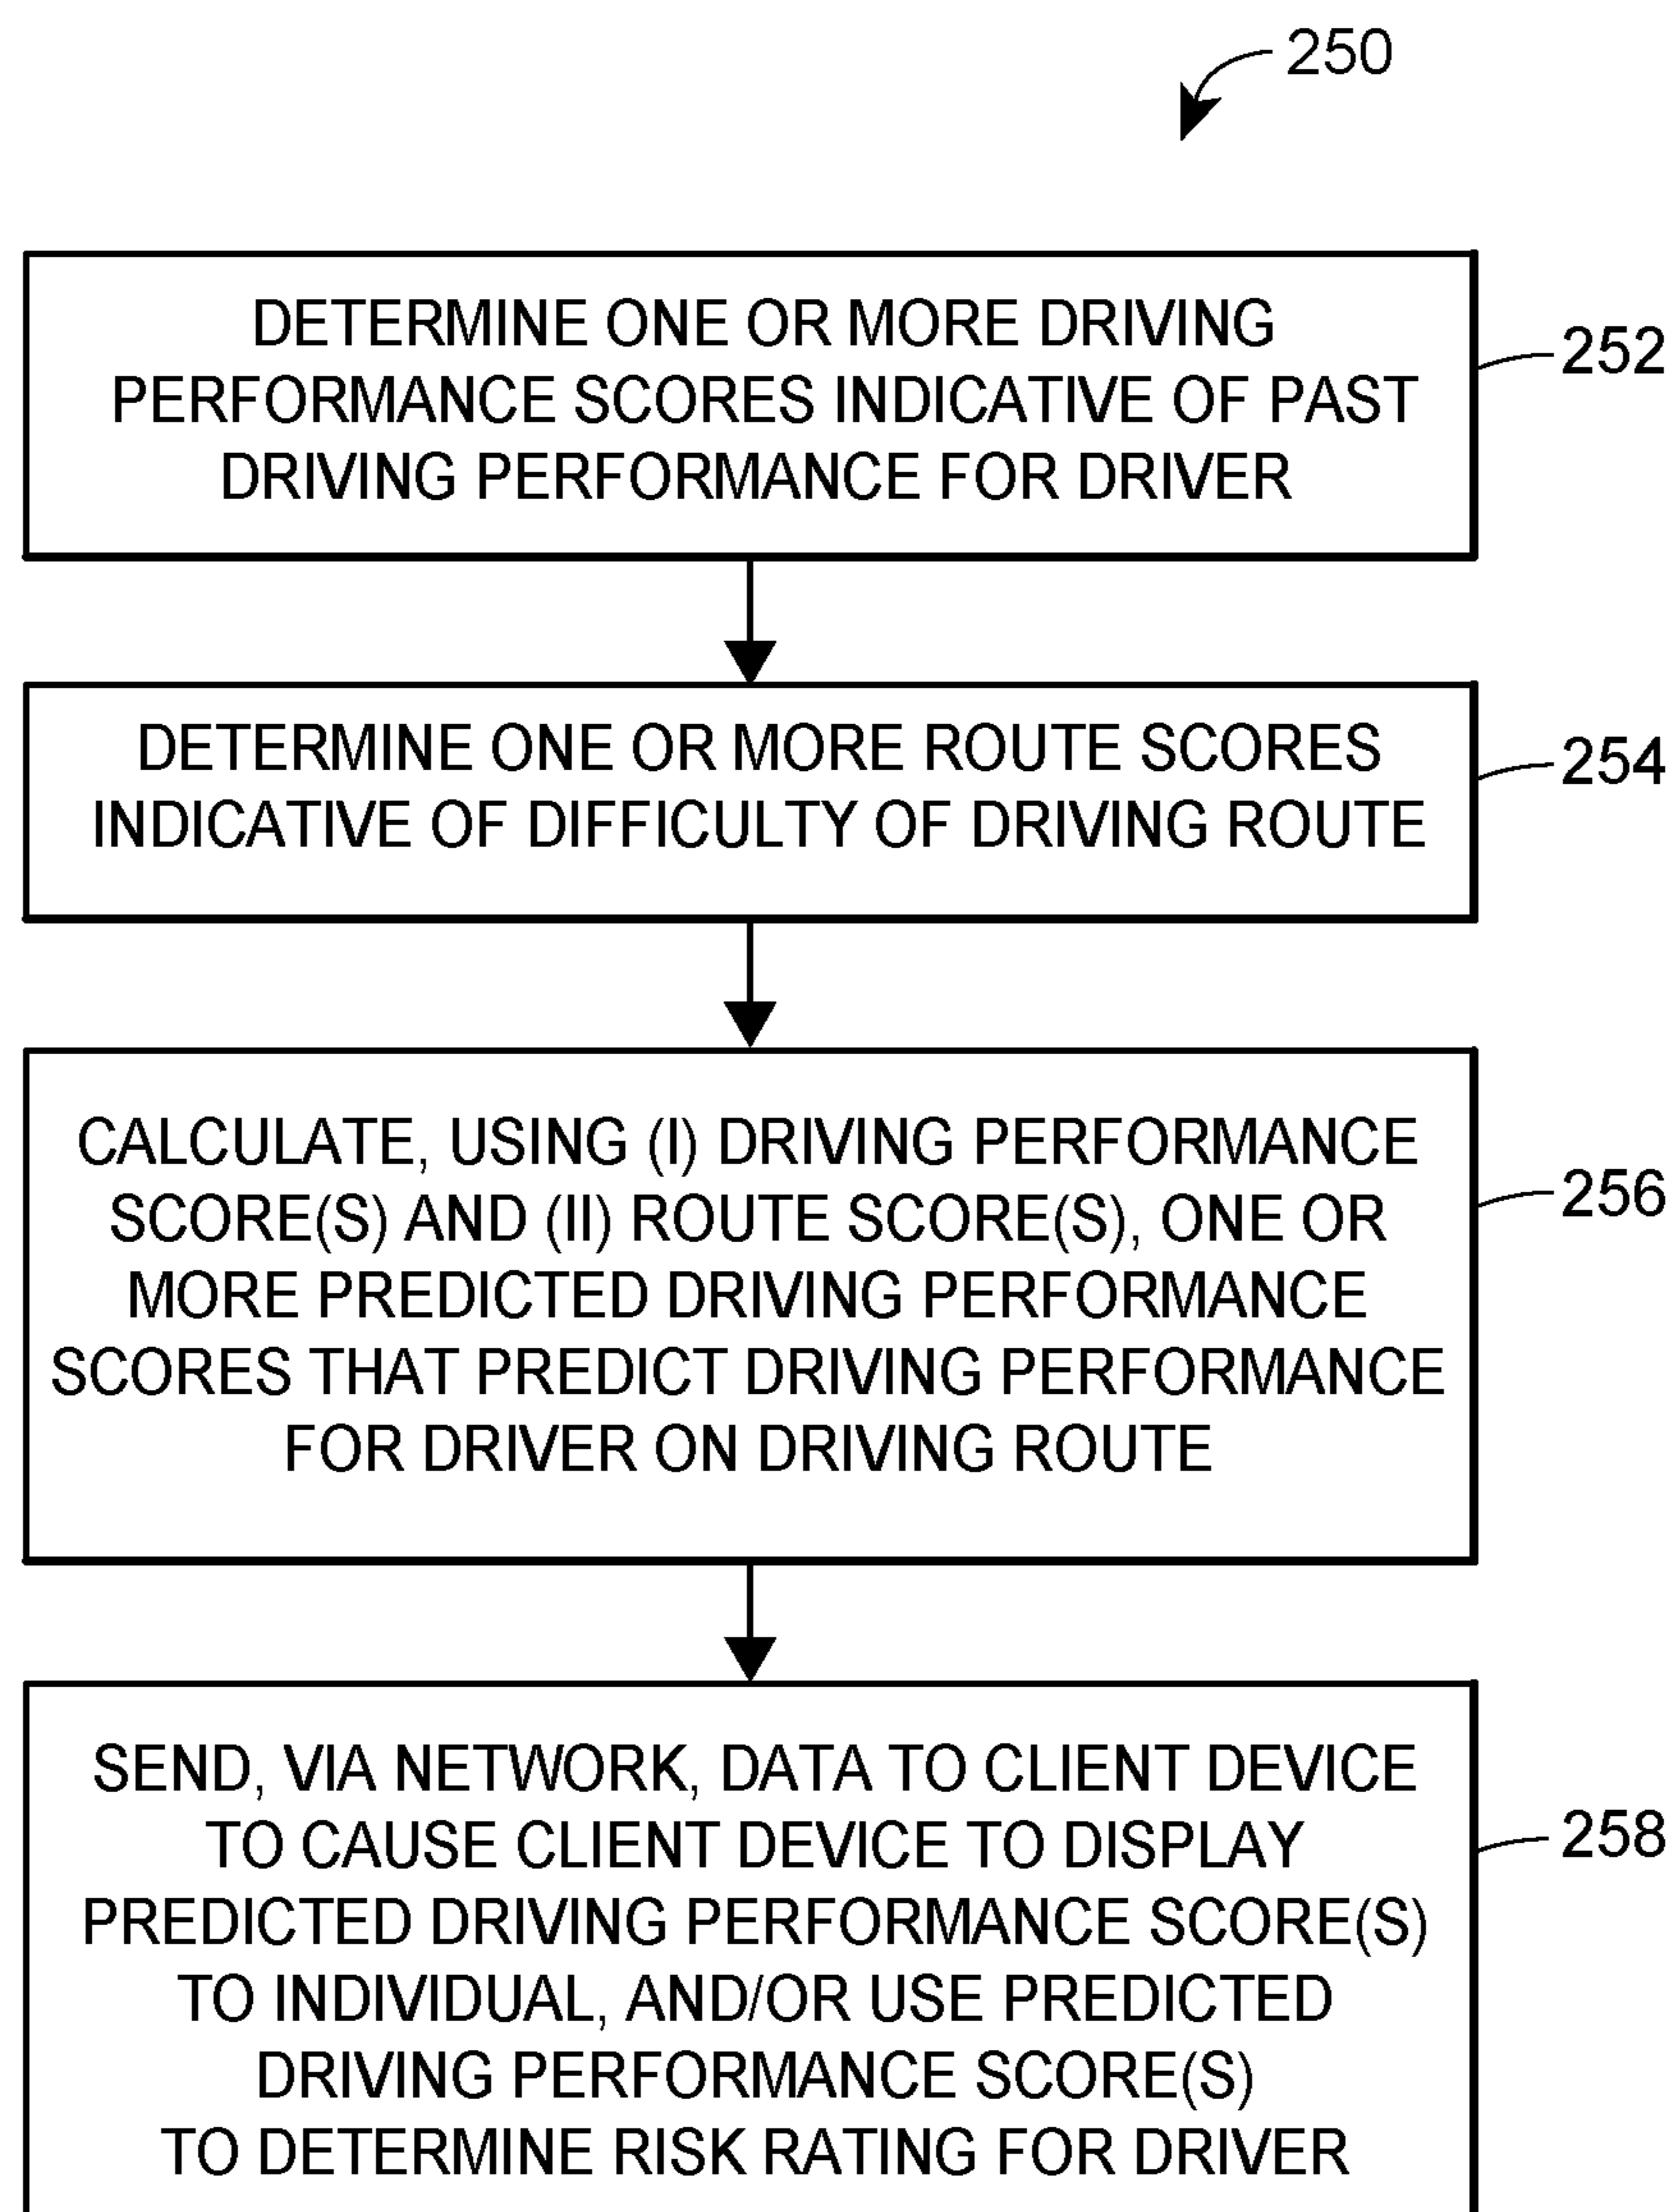 250
DETERMINE ONE OR MORE DRIVING
PERFORMANCE SCORES INDICATIVE OF PAST
DRIVING PERFORMANCE FOR DRIVER
252
DETERMINE ONE OR MORE ROUTE SCORES
INDICATIVE OF DIFFICULTY OF DRIVING ROUTE
254
CALCULATE, USING (I) DRIVING PERFORMANCE
SCORE(S) AND (II) ROUTE SCORE(S), ONE OR
MORE PREDICTED DRIVING PERFORMANCE
SCORES THAT PREDICT DRIVING PERFORMANCE
FOR DRIVER ON DRIVING ROUTE
256
SEND, VIA NETWORK, DATA TO CLIENT DEVICE
TO CAUSE CLIENT DEVICE TO DISPLAY
PREDICTED DRIVING PERFORMANCE SCORE(S)
TO INDIVIDUAL, AND/OR USE PREDICTED
DRIVING PERFORMANCE SCORE(S)
TO DETERMINE RISK RATING FOR DRIVER
258